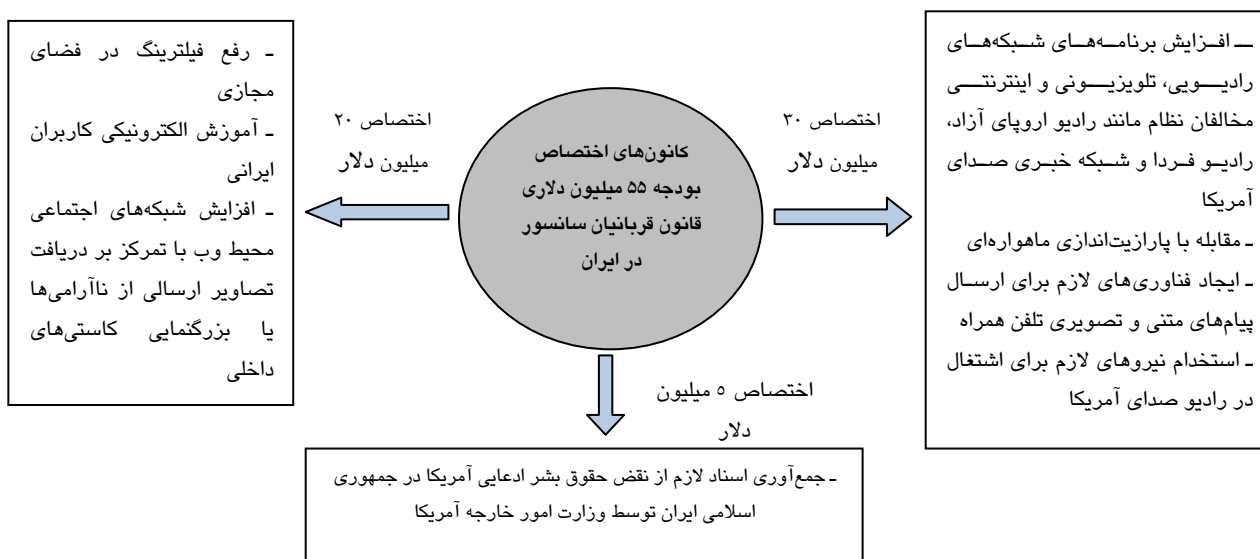 ـ افزایش برنامه‌های شبکه‌های
رادیویی، تلویزیونی و اینترنتی
مخالفان نظام مانند رادیو اروپای آزاد،
رادیو فردا و شبکه خبری صدای
آمریکا
ـ مقابله با پارازیت‌اندازی ماهواره‌ای
ـ ایجاد فناوری‌های لازم برای ارسال
پیام‌های متنی و تصویری تلفن همراه
ـ استخدام نیروهای لازم برای اشتغال
در رادیو صدای آمریکا
اختصاص ۳۰
میلیون دلار
کانون‌های اختصاص
بودجه ۵۵ میلیون دلاری
قانون قربانیان سانسور
در ایران
اختصاص ۲۰
میلیون دلار
ـ رفع فیلترینگ در فضای
مجازی
ـ آموزش الکترونیکی کاربران
ایرانی
ـ افزایش شبکه‌های اجتماعی
محیط وب با تمرکز بر دریافت
تصاویر ارسالی از ناآرامی‌ها
یا بزرگنمایی کاستی‌های
داخلی
اختصاص ۵ میلیون
دلار
ـ جمع‌آوری اسناد لازم از نقض حقوق بشر ادعایی آمریکا در جمهوری
اسلامی ایران توسط وزارت امور خارجه آمریکا